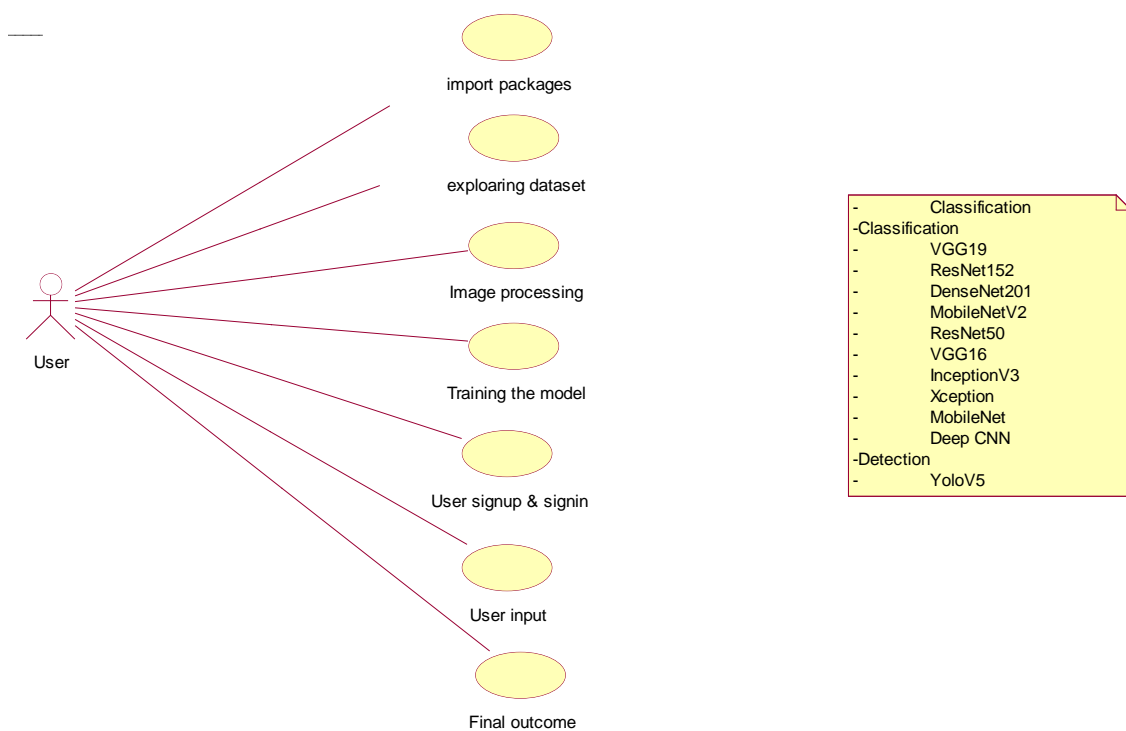 import packages
exploaring dataset
Image processing
Training the model
User signup & signin
User input
Final outcome
User
- Classification
-Classification
- VGG19
- ResNet152
- DenseNet201
- MobileNetV2
- ResNet50
- VGG16
- InceptionV3
- Xception
- MobileNet
- Deep CNN
-Detection
- YoloV5